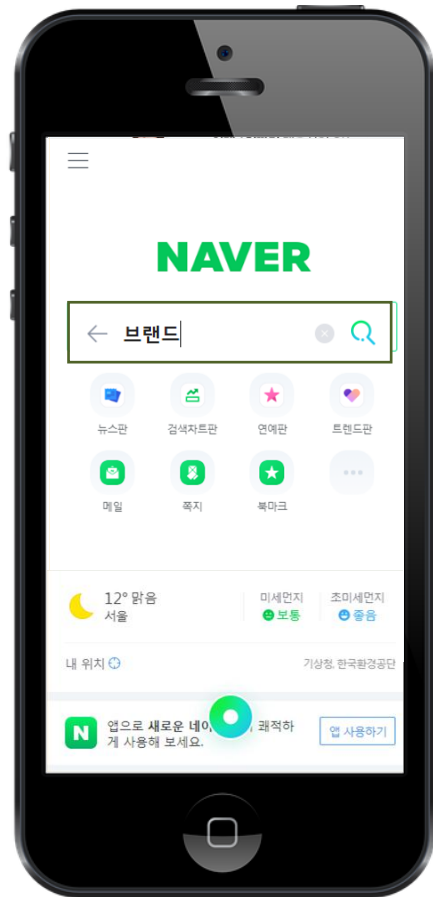 NAVER
브랜드
뉴스판 검색차트판 연예판 트렌드판
메일 쪽지 북마크
12° 맑음 미세먼지 초미세먼지
서울 보통 좋음
내 위치 기상청, 한국환경공단
N 앱으로 새로운 쾌적하
게 사용해 보세요. 앱 사용하기